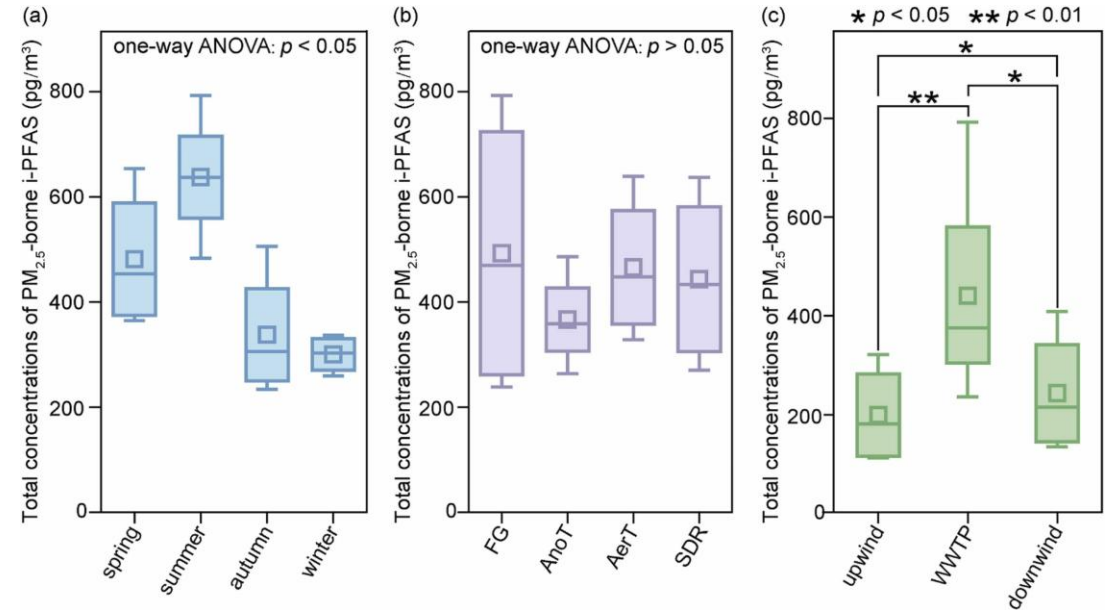 (a)
one-way ANOVA: p < 0.05
Total concentrations of PM2.5-borne i-PFAS (pg/m³)
800
600
400
200
0
spring
summer
autumn
winter
(b)
one-way ANOVA: p > 0.05
Total concentrations of PM2.5-borne i-PFAS (pg/m³)
800
600
400
200
0
FG
AnoT
AerT
SDR
(c)
* p < 0.05 ** p < 0.01
*
**
*
Total concentrations of PM2.5-borne i-PFAS (pg/m³)
800
600
400
200
0
upwind
WWTP
downwind